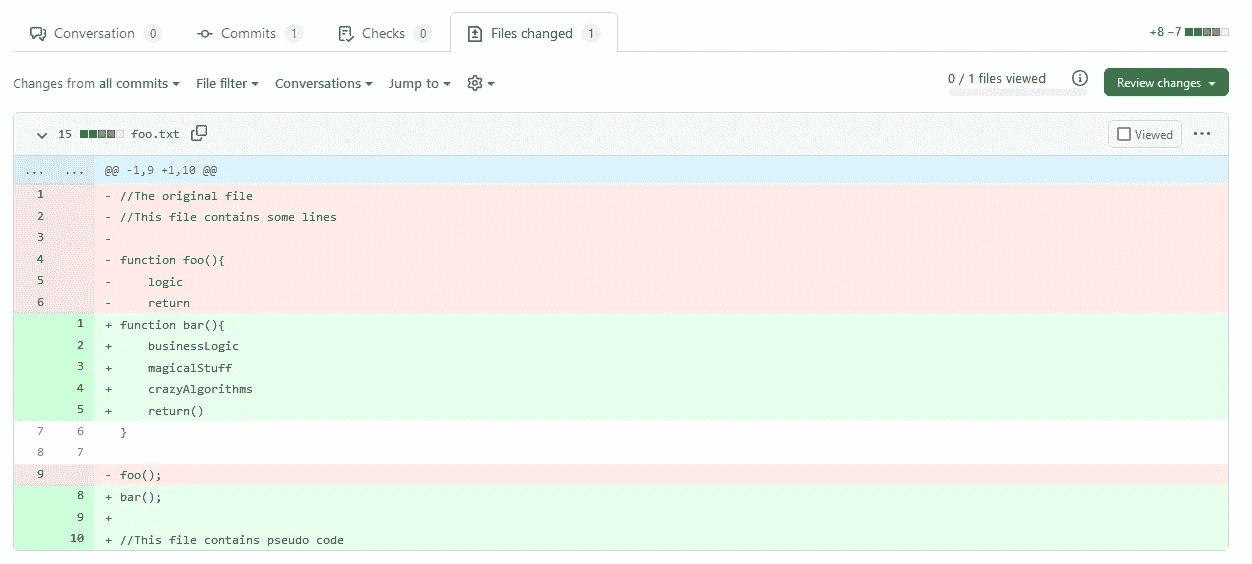 Conversation 0 Commits 1 Checks 0 Files changed 1 +8 −7
Changes from all commits File filter Conversations Jump to 0 / 1 files viewed Review changes
15 foo.txt Viewed ...
... ... @@ -1,9 +1,10 @@
1 - //The original file
2 - //This file contains some lines
3 -
4 - function foo(){
5 - logic
6 - return
1 + function bar(){
2 + businessLogic
3 + magicalStuff
4 + crazyAlgorithms
5 + return()
7 6 }
8 7
9 - foo();
8 + bar();
9 +
10 + //This file contains pseudo code